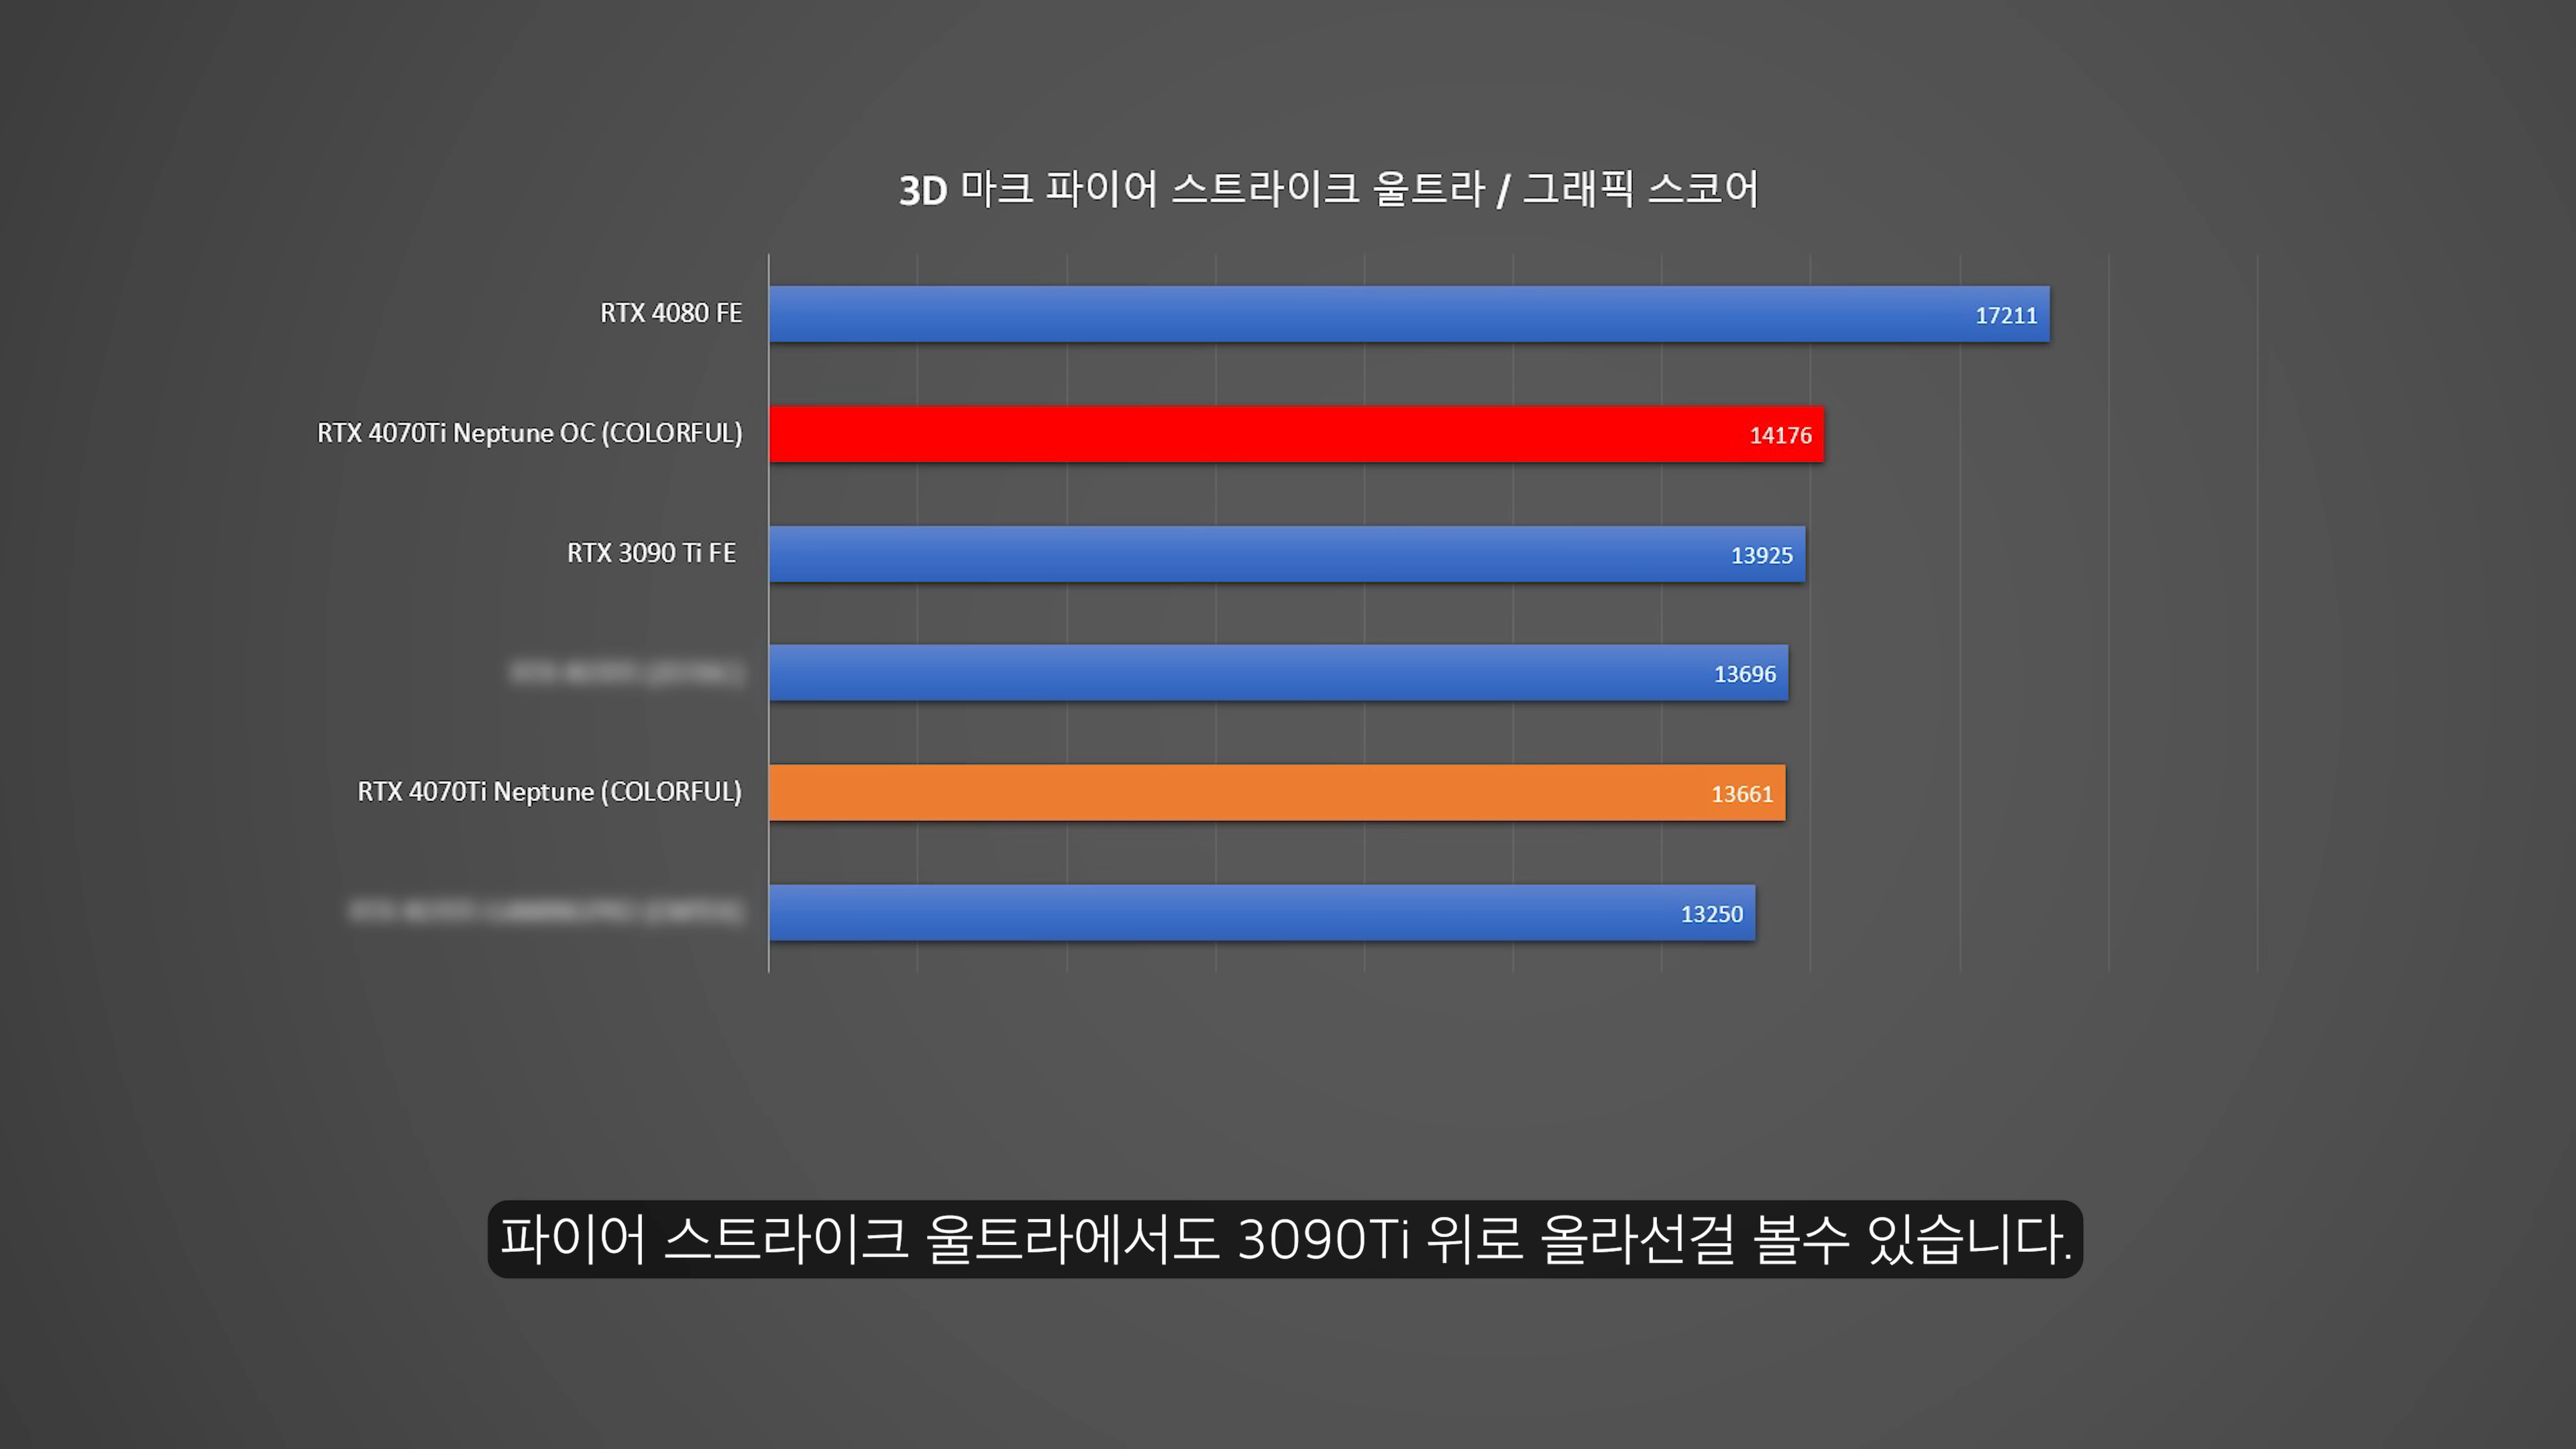 3D 마크 파이어 스트라이크 울트라 / 그래픽 스코어
RTX 4080 FE
17211
RTX 4070Ti Neptune OC (COLORFUL)
14176
RTX 3090 Ti FE
13925
13696
RTX 4070Ti Neptune (COLORFUL)
13661
13250
파이어 스트라이크 울트라에서도 3090Ti 위로 올라선걸 볼수 있습니다.